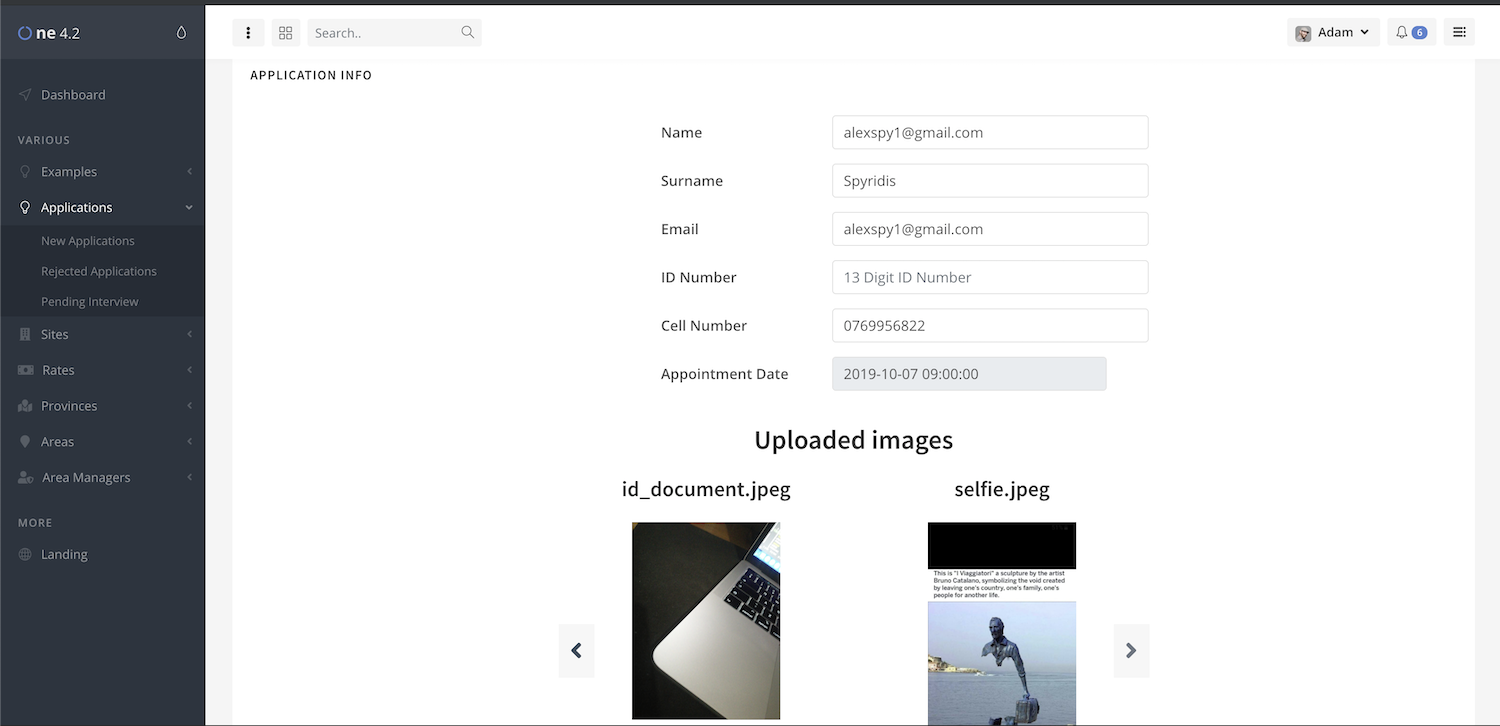 ne 4.2
Search..
Adam
6
Dashboard
VARIOUS
Examples
Applications
New Applications
Rejected Applications
Pending Interview
Sites
Rates
Provinces
Areas
Area Managers
MORE
Landing
APPLICATION INFO
Name
alexspy1@gmail.com
Surname
Spyridis
Email
alexspy1@gmail.com
ID Number
13 Digit ID Number
Cell Number
0769956822
Appointment Date
2019-10-07 09:00:00
Uploaded images
id_document.jpeg
selfie.jpeg
This is "I Viaggiatori" a sculpture by the artist
Bruno Catalano, symbolizing the void created
by leaving one's country, one's family, one's
people for another life.